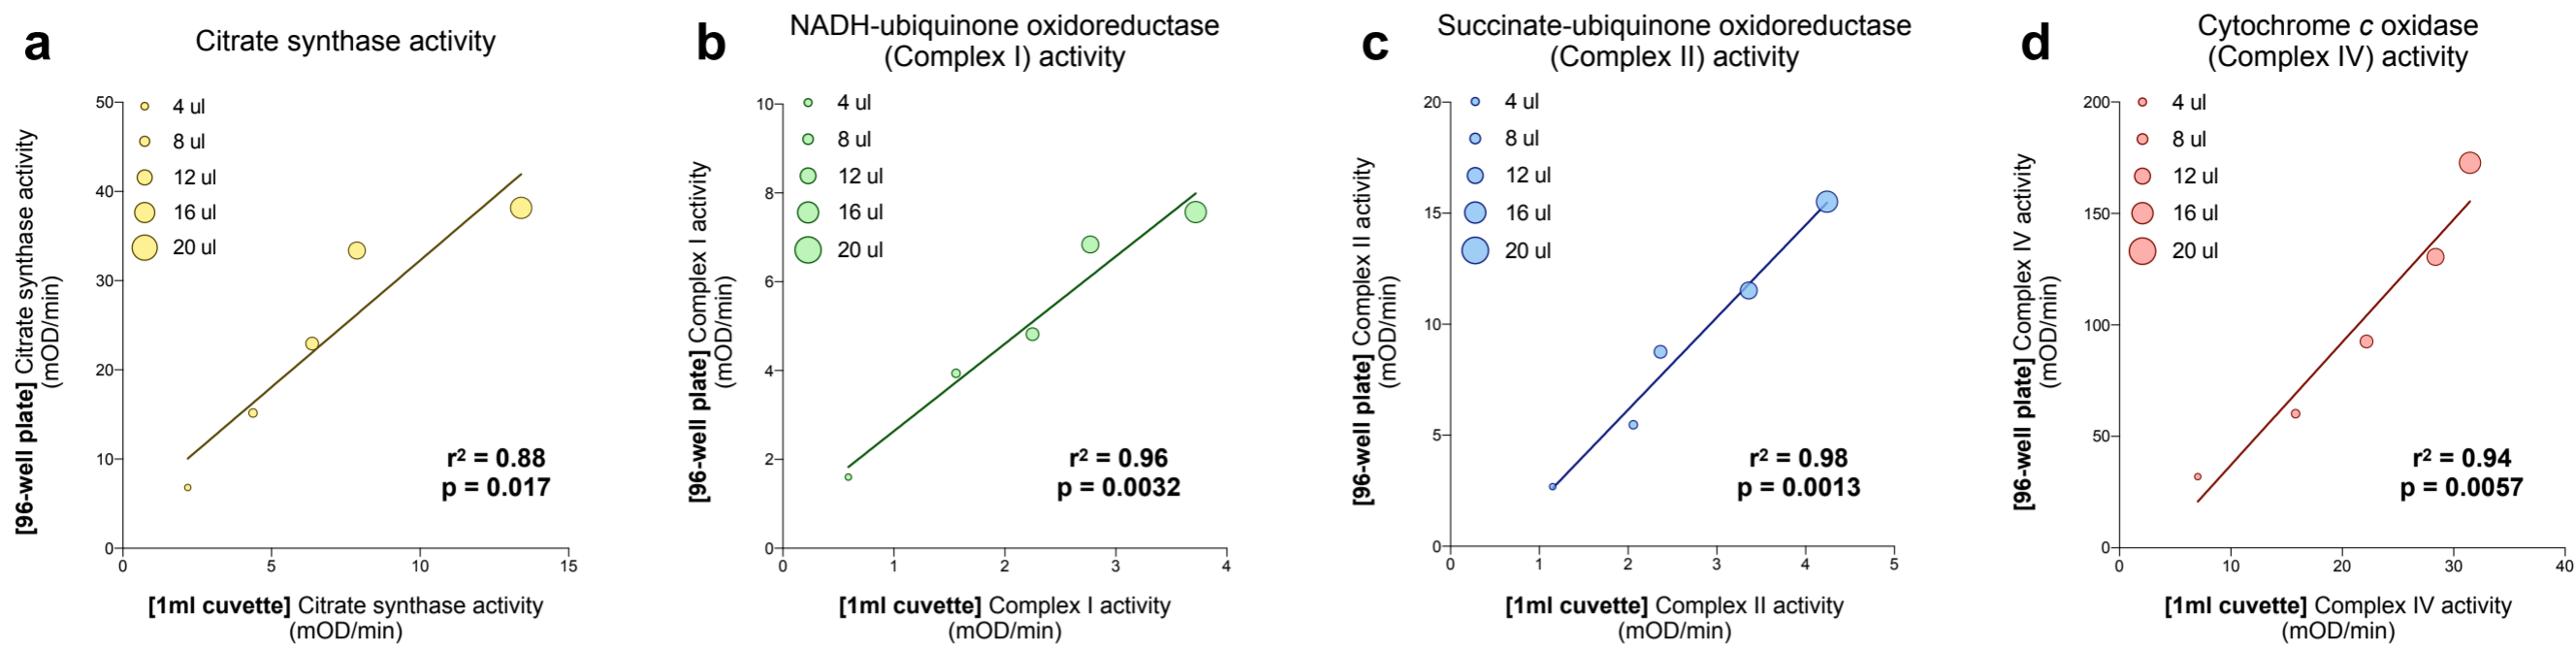 a
Citrate synthase activity
50
40
30
20
10
0
4 ul
8 ul
12 ul
16 ul
20 ul
[96-well plate] Citrate synthase activity
(mOD/min)
r² = 0.88
p = 0.017
0 5 10 15
[1ml cuvette] Citrate synthase activity
(mOD/min)
b
NADH-ubiquinone oxidoreductase
(Complex I) activity
10
8
6
4
2
0
4 ul
8 ul
12 ul
16 ul
20 ul
[96-well plate] Complex I activity
(mOD/min)
r² = 0.96
p = 0.0032
0 1 2 3 4
[1ml cuvette] Complex I activity
(mOD/min)
c
Succinate-ubiquinone oxidoreductase
(Complex II) activity
20
15
10
5
0
4 ul
8 ul
12 ul
16 ul
20 ul
[96-well plate] Complex II activity
(mOD/min)
r² = 0.98
p = 0.0013
0 1 2 3 4 5
[1ml cuvette] Complex II activity
(mOD/min)
d
Cytochrome c oxidase
(Complex IV) activity
200
150
100
50
0
4 ul
8 ul
12 ul
16 ul
20 ul
[96-well plate] Complex IV activity
(mOD/min)
r² = 0.94
p = 0.0057
0 10 20 30 40
[1ml cuvette] Complex IV activity
(mOD/min)